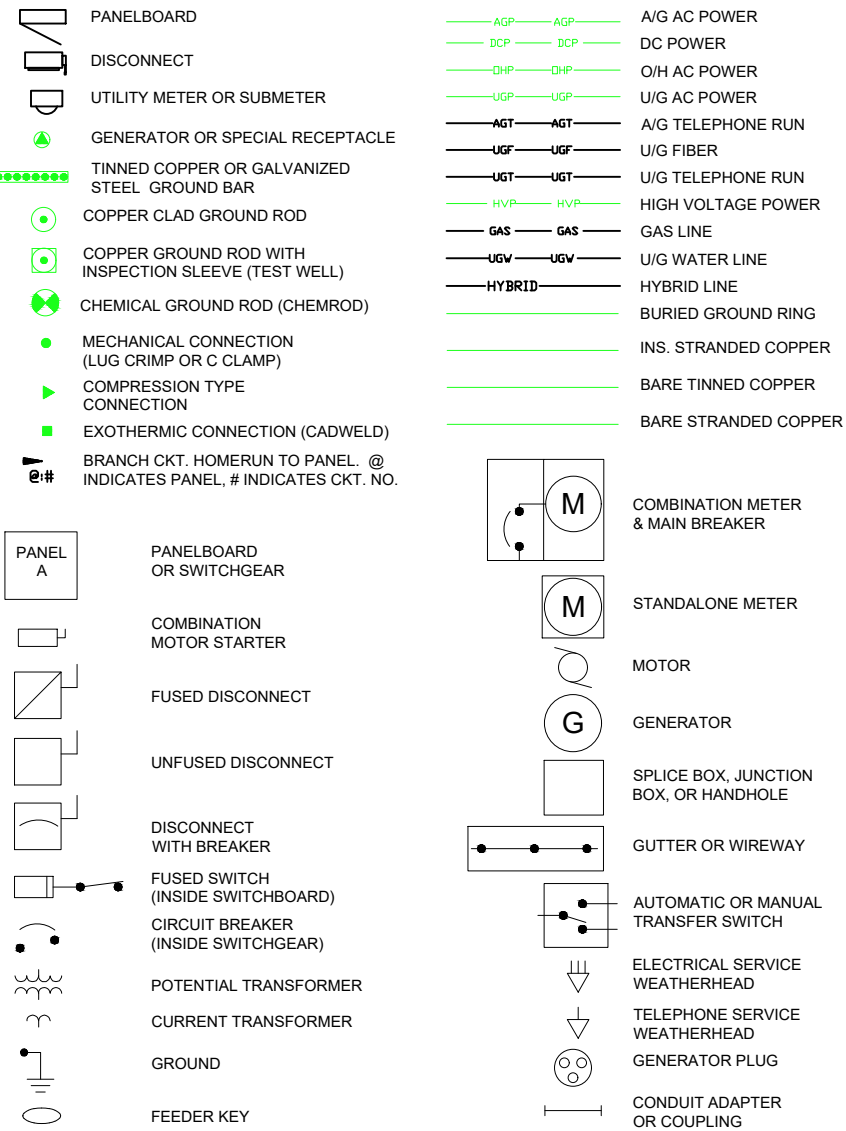 PANELBOARD
DISCONNECT
UTILITY METER OR SUBMETER
GENERATOR OR SPECIAL RECEPTACLE
TINNED COPPER OR GALVANIZED
STEEL GROUND BAR
COPPER CLAD GROUND ROD
COPPER GROUND ROD WITH
INSPECTION SLEEVE (TEST WELL)
CHEMICAL GROUND ROD (CHEMROD)
MECHANICAL CONNECTION
(LUG CRIMP OR C CLAMP)
COMPRESSION TYPE
CONNECTION
EXOTHERMIC CONNECTION (CADWELD)
BRANCH CKT. HOMERUN TO PANEL. @
@:# INDICATES PANEL, # INDICATES CKT. NO.
PANEL
A
PANELBOARD
OR SWITCHGEAR
COMBINATION
MOTOR STARTER
FUSED DISCONNECT
UNFUSED DISCONNECT
DISCONNECT
WITH BREAKER
FUSED SWITCH
(INSIDE SWITCHBOARD)
CIRCUIT BREAKER
(INSIDE SWITCHGEAR)
POTENTIAL TRANSFORMER
CURRENT TRANSFORMER
GROUND
FEEDER KEY
AGP AGP A/G AC POWER
DCP DCP DC POWER
OHP OHP O/H AC POWER
UGP UGP U/G AC POWER
AGT AGT A/G TELEPHONE RUN
UGF UGF U/G FIBER
UGT UGT U/G TELEPHONE RUN
HVP HVP HIGH VOLTAGE POWER
GAS GAS GAS LINE
UGW UGW U/G WATER LINE
HYBRID HYBRID LINE
BURIED GROUND RING
INS. STRANDED COPPER
BARE TINNED COPPER
BARE STRANDED COPPER
M
COMBINATION METER
& MAIN BREAKER
M STANDALONE METER
MOTOR
G GENERATOR
SPLICE BOX, JUNCTION
BOX, OR HANDHOLE
GUTTER OR WIREWAY
AUTOMATIC OR MANUAL
TRANSFER SWITCH
ELECTRICAL SERVICE
WEATHERHEAD
TELEPHONE SERVICE
WEATHERHEAD
GENERATOR PLUG
CONDUIT ADAPTER
OR COUPLING